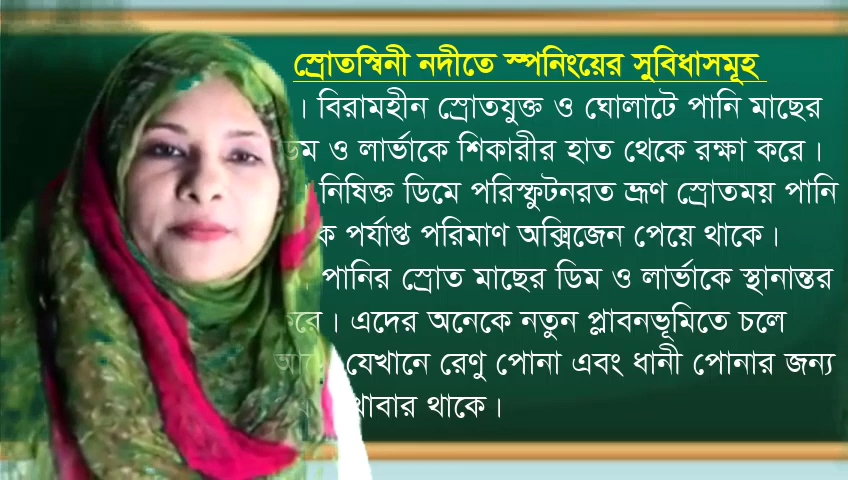 স্রোতস্বিনী নদীতে স্পনিংয়ের সুবিধাসমূহ
। বিরামহীন স্রোতযুক্ত ও ঘোলাটে পানি মাছের
ডিম ও লার্ভাকে শিকারীর হাত থেকে রক্ষা করে।
নিষিক্ত ডিমে পরিস্ফুটনরত ভ্রূণ স্রোতময় পানি
পর্যাপ্ত পরিমাণ অক্সিজেন পেয়ে থাকে।
পানির স্রোত মাছের ডিম ও লার্ভাকে স্থানান্তর
করে। এদের অনেকে নতুন প্লাবনভূমিতে চলে
যেখানে রেণু পোনা এবং ধানী পোনার জন্য
খাবার থাকে।